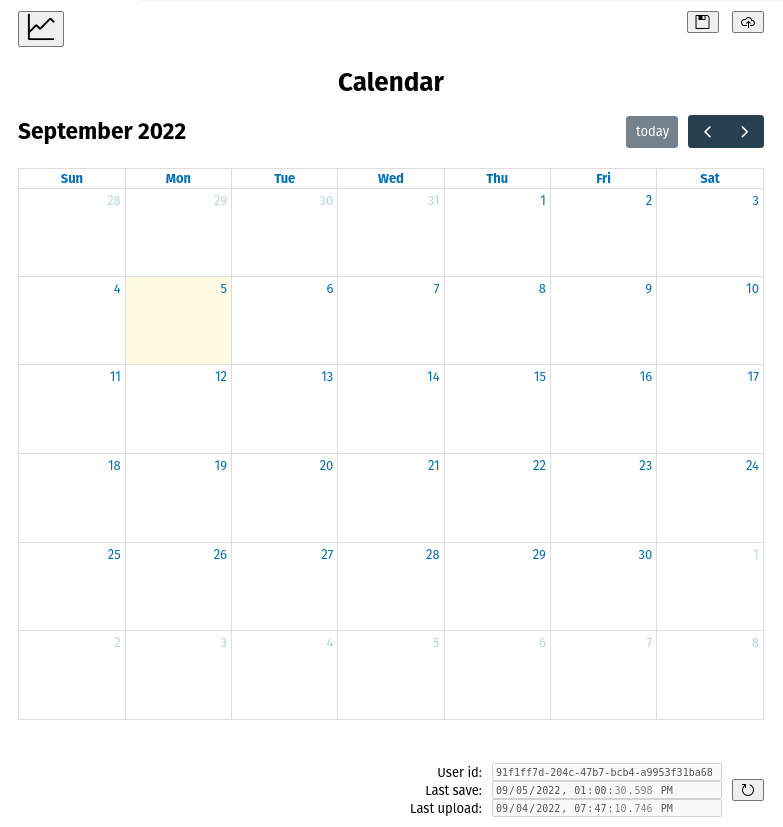 Calendar
September 2022
today
Sun Mon Tue Wed Thu Fri Sat
28 29 30 31 1 2 3
4 5 6 7 8 9 10
11 12 13 14 15 16 17
18 19 20 21 22 23 24
25 26 27 28 29 30 1
2 3 4 5 6 7 8
User id: 91f1ff7d-204c-47b7-bcb4-a9953f31ba68
Last save: 09/05/2022, 01:00:30.598 PM
Last upload: 09/04/2022, 07:47:10.746 PM